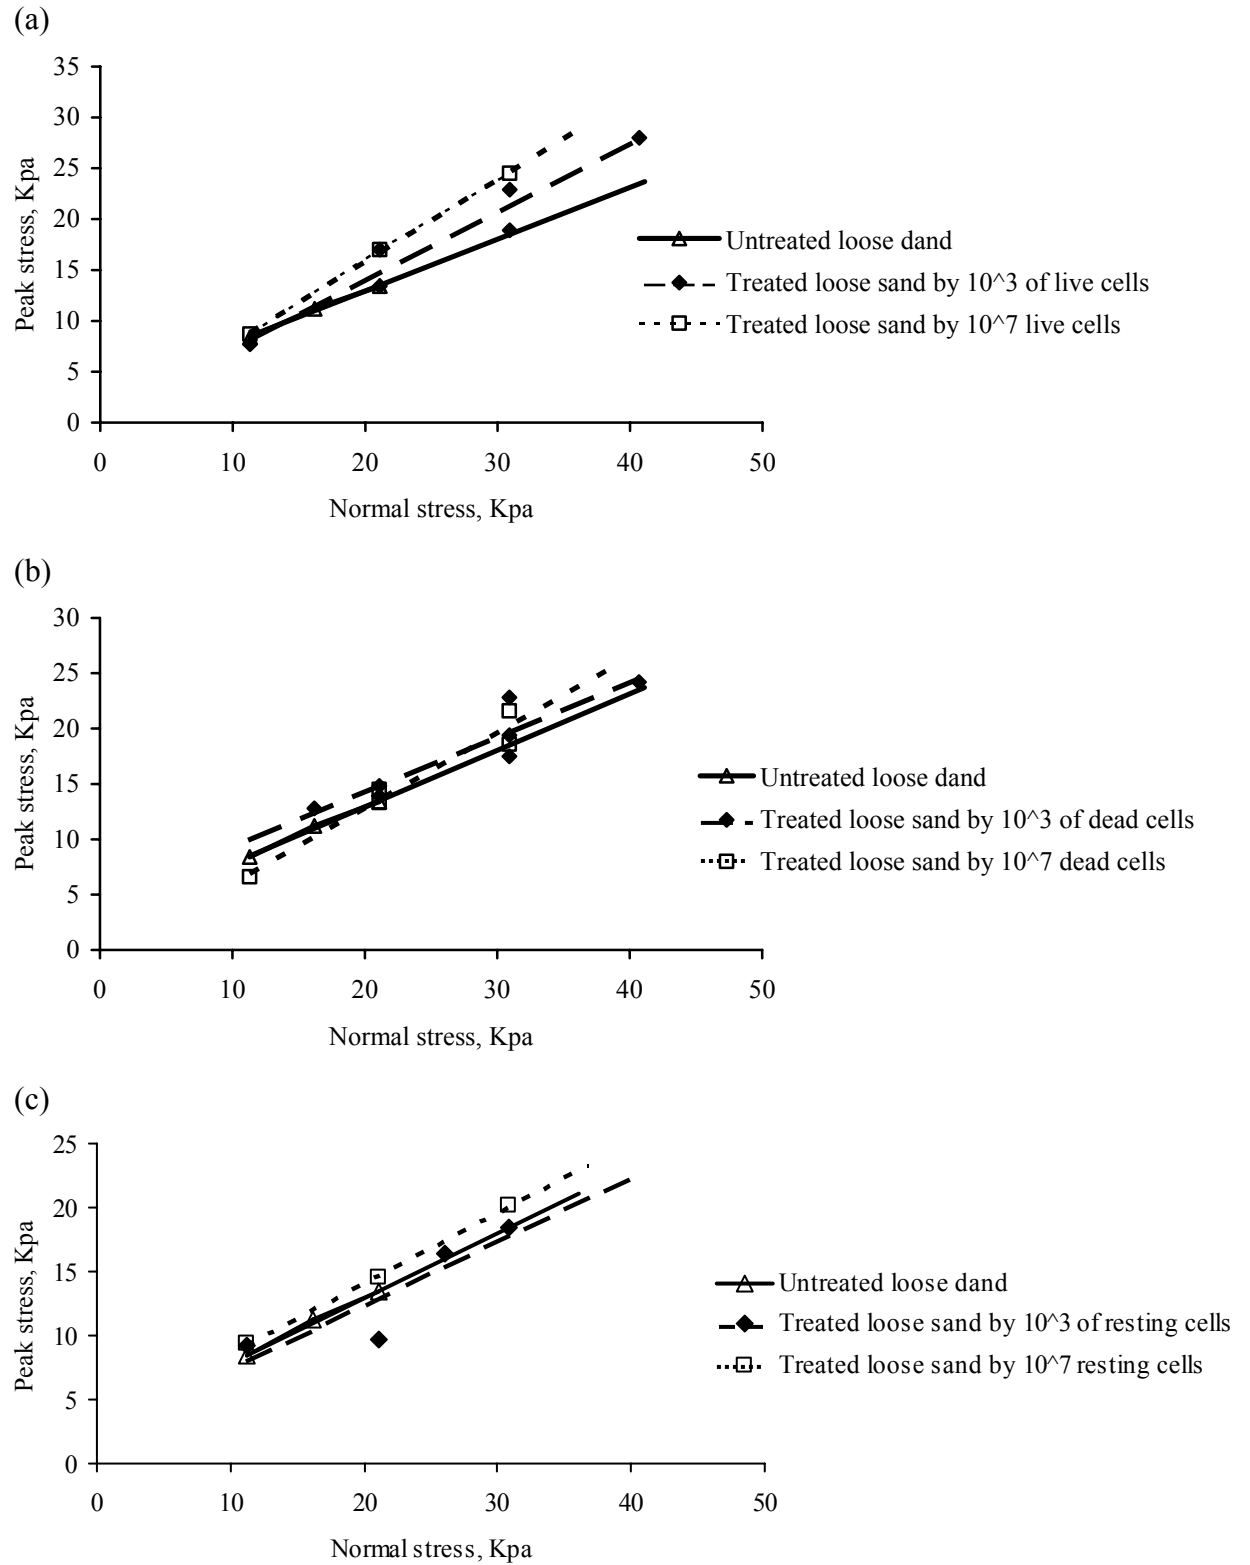 (a)
35
30
25
20
15
10
5
0
Peak stress, Kpa
0 10 20 30 40 50
Normal stress, Kpa
Untreated loose dand
Treated loose sand by 10^3 of live cells
Treated loose sand by 10^7 live cells
(b)
30
25
20
15
10
5
0
Peak stress, Kpa
0 10 20 30 40 50
Normal stress, Kpa
Untreated loose dand
Treated loose sand by 10^3 of dead cells
Treated loose sand by 10^7 dead cells
(c)
25
20
15
10
5
0
Peak stress, Kpa
0 10 20 30 40 50
Normal stress, Kpa
Untreated loose dand
Treated loose sand by 10^3 of resting cells
Treated loose sand by 10^7 resting cells